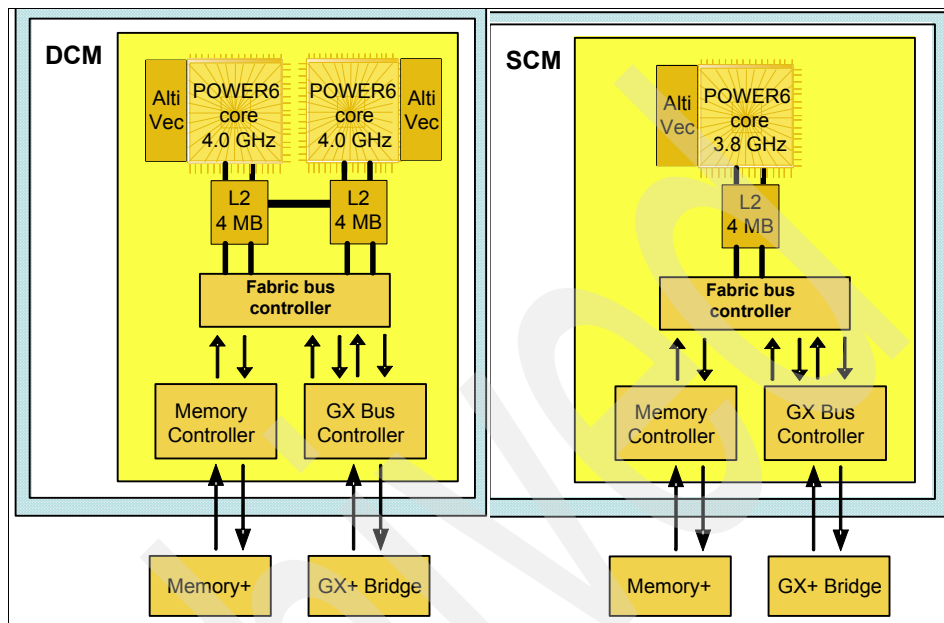 DCM
Alti
Vec
POWER6
core
4.0 GHz
POWER6
core
4.0 GHz
Alti
Vec
L2
4 MB
L2
4 MB
Fabric bus
controller
Memory
Controller
GX Bus
Controller
Memory+
GX+ Bridge
SCM
Alti
Vec
POWER6
core
3.8 GHz
L2
4 MB
Fabric bus
controller
Memory
Controller
GX Bus
Controller
Memory+
GX+ Bridge